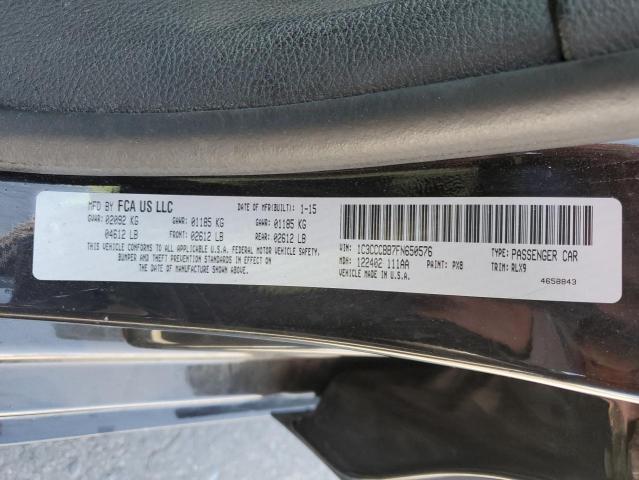 MFD BY FCA US LLC DATE OF MFR(BUILT): 1-15
GVWR: 02092 KG GAWR: 01185 KG GAWR: 01185 KG
04612 LB FRONT: 02612 LB REAR: 02612 LB
THIS VEHICLE CONFORMS TO ALL APPLICABLE U.S.A. FEDERAL MOTOR VEHICLE SAFETY,
BUMPER AND THEFT PREVENTION STANDARDS IN EFFECT ON
THE DATE OF MANUFACTURE SHOWN ABOVE.
VIN: 1C3CCCBB7FN650576 TYPE: PASSENGER CAR
MDH: 122402 111AA PAINT: PX8 TRIM: RLX9
VEHICLE MADE IN U.S.A. 4658843